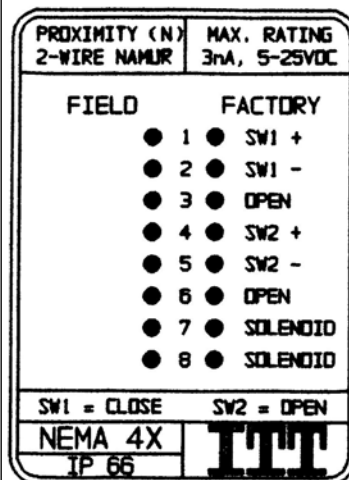 PROXIMITY (N)
2-WIRE NAMUR
MAX. RATING
3mA, 5-25VDC
FIELD FACTORY
1 SW1 +
2 SW1 -
3 OPEN
4 SW2 +
5 SW2 -
6 OPEN
7 SOLENOID
8 SOLENOID
SW1 = CLOSE SW2 = OPEN
NEMA 4X
IP 66
ITT